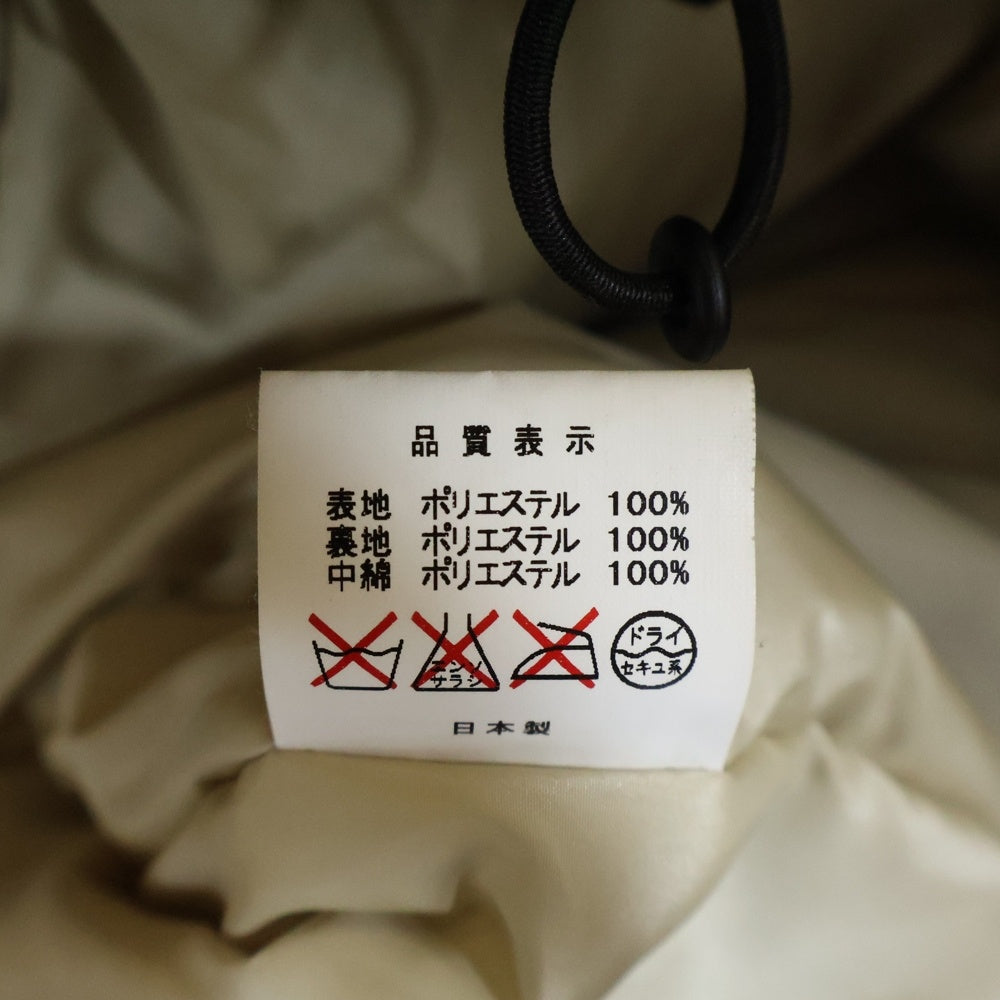 品質表示
表地 ポリエステル 100%
裏地 ポリエステル 100%
中綿 ポリエステル 100%
エンソ
サラシ
ドライ
セキユ系
日本製